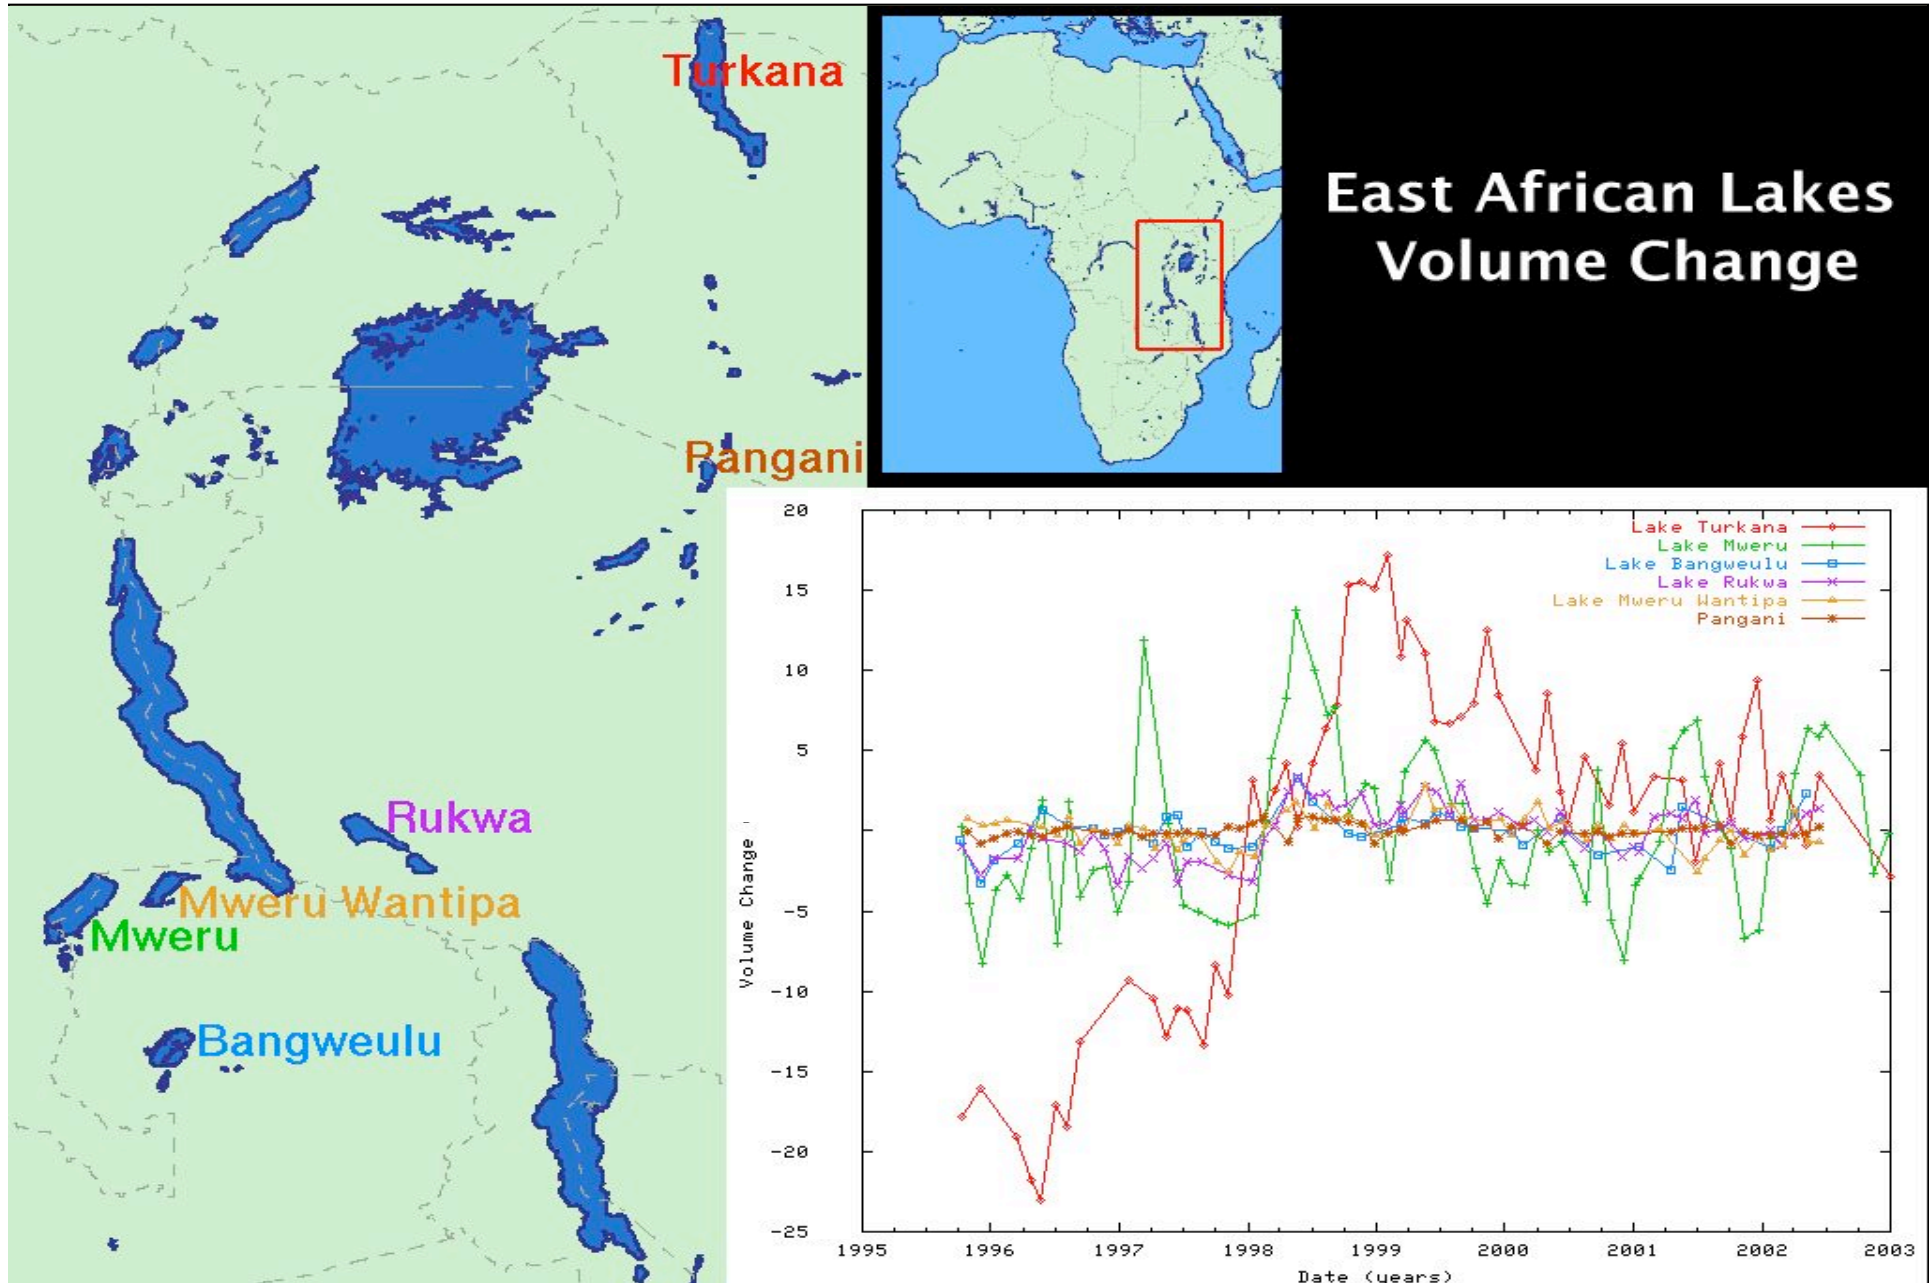 Turkana
Pangani
Rukwa
Mweru Wantipa
Mweru
Bangweulu
East African Lakes
Volume Change
Lake Turkana
Lake Mweru
Lake Bangweulu
Lake Rukwa
Lake Mweru Wantipa
Pangani
20
15
10
5
-5
-10
-15
-20
-25
Volume Change
1995 1996 1997 1998 1999 2000 2001 2002 2003
Date (years)